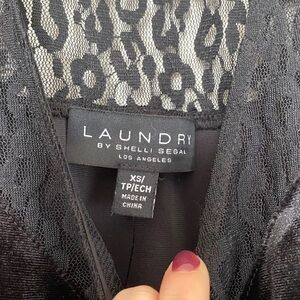 LAUNDRY
BY SHELLI SEGAL
LOS ANGELES
XS/
TP/ECH
MADE IN
CHINA